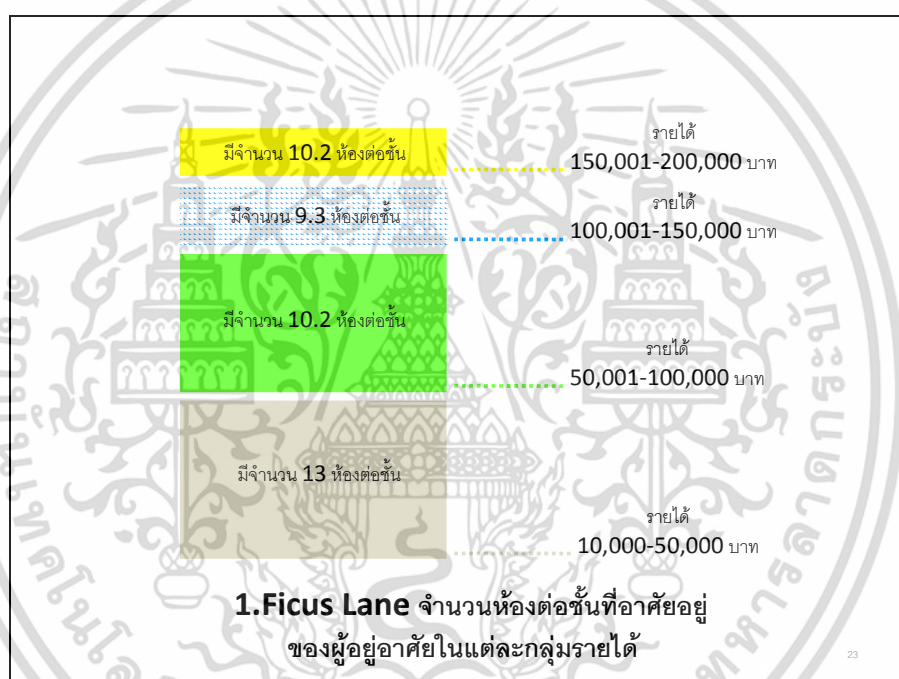 มีจำนวน 10.2 ห้องต่อชั้น
รายได้
150,001-200,000 บาท
มีจำนวน 9.3 ห้องต่อชั้น
รายได้
100,001-150,000 บาท
มีจำนวน 10.2 ห้องต่อชั้น
รายได้
50,001-100,000 บาท
มีจำนวน 13 ห้องต่อชั้น
รายได้
10,000-50,000 บาท
1.Ficus Lane จำนวนห้องต่อชั้นที่อาศัยอยู่
ของผู้อยู่อาศัยในแต่ละกลุ่มรายได้
23